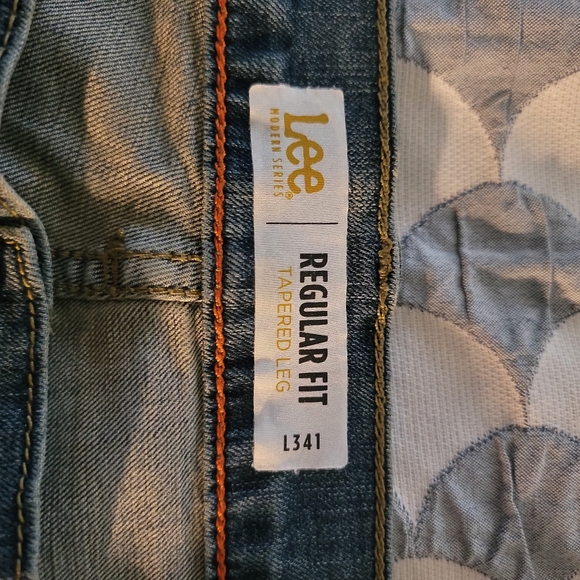 Lee®
MODERN SERIES
REGULAR FIT
TAPERED LEG
L341